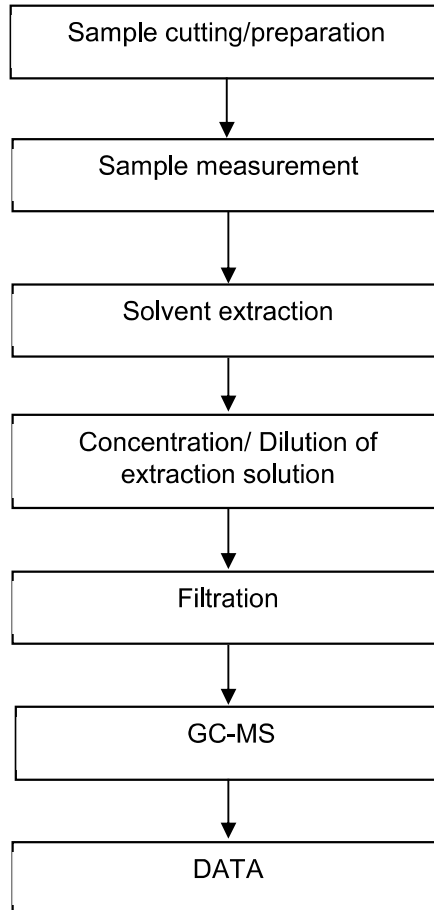 Sample cutting/preparation
Sample measurement
Solvent extraction
Concentration/ Dilution of
extraction solution
Filtration
GC-MS
DATA